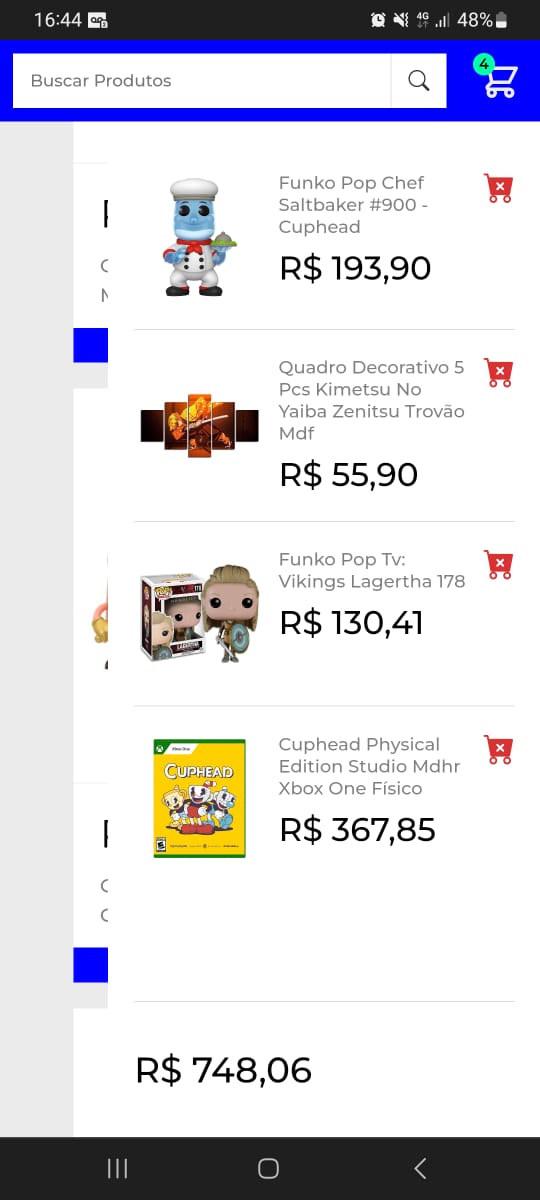 16:44
4G 48%
Buscar Produtos
4
Funko Pop Chef
Saltbaker #900 -
Cuphead
R$ 193,90
Quadro Decorativo 5
Pcs Kimetsu No
Yaiba Zenitsu Trovão
Mdf
R$ 55,90
Funko Pop Tv:
Vikings Lagertha 178
R$ 130,41
Cuphead Physical
Edition Studio Mdhr
Xbox One Físico
R$ 367,85
CUPHEAD
R$ 748,06